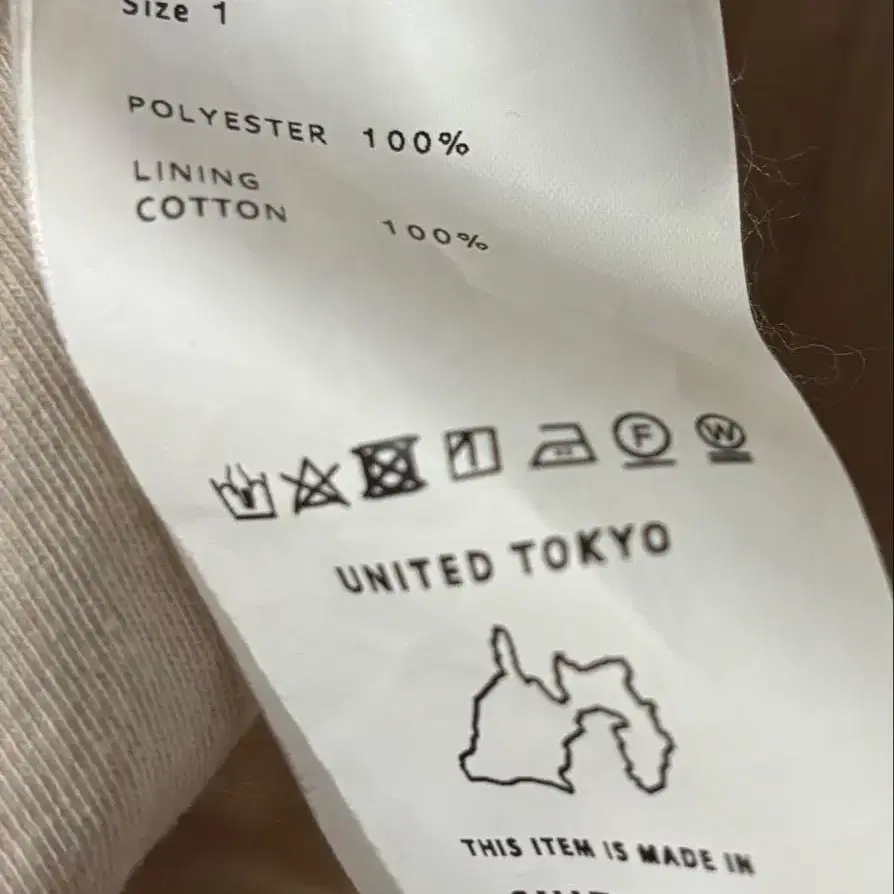 Size 1
POLYESTER 100%
LINING
COTTON 100%
F W
UNITED TOKYO
THIS ITEM IS MADE IN